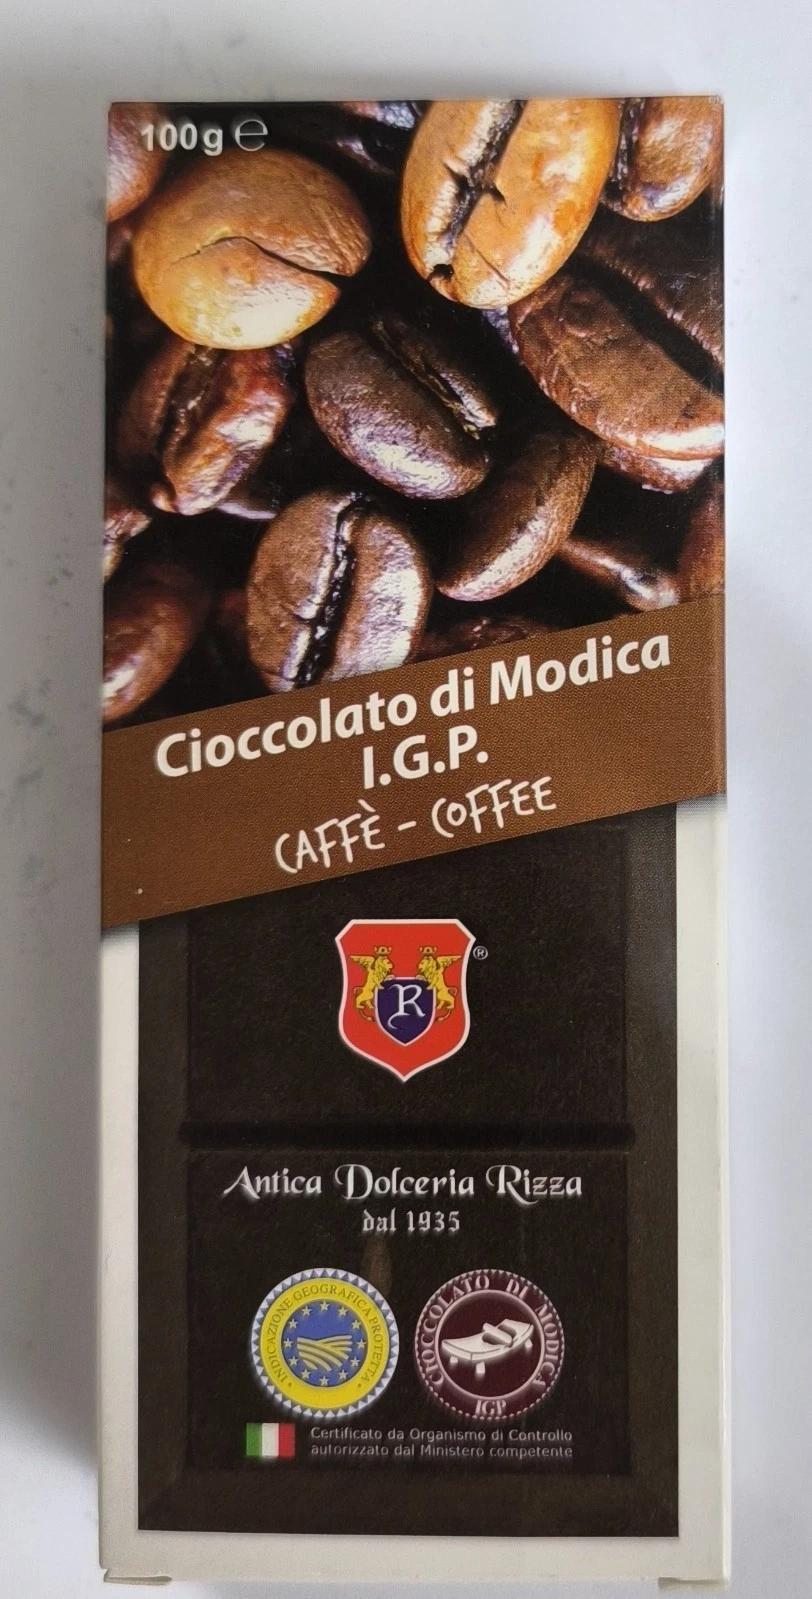 100g ℮
Cioccolato di Modica
I.G.P.
CAFFÈ - COFFEE
R
®
Antica Dolceria Rizza
dal 1935
INDICAZIONE GEOGRAFICA PROTETTA
CIOCCOLATO DI MODICA
IGP
Certificato da Organismo di Controllo
autorizzato dal Ministero competente